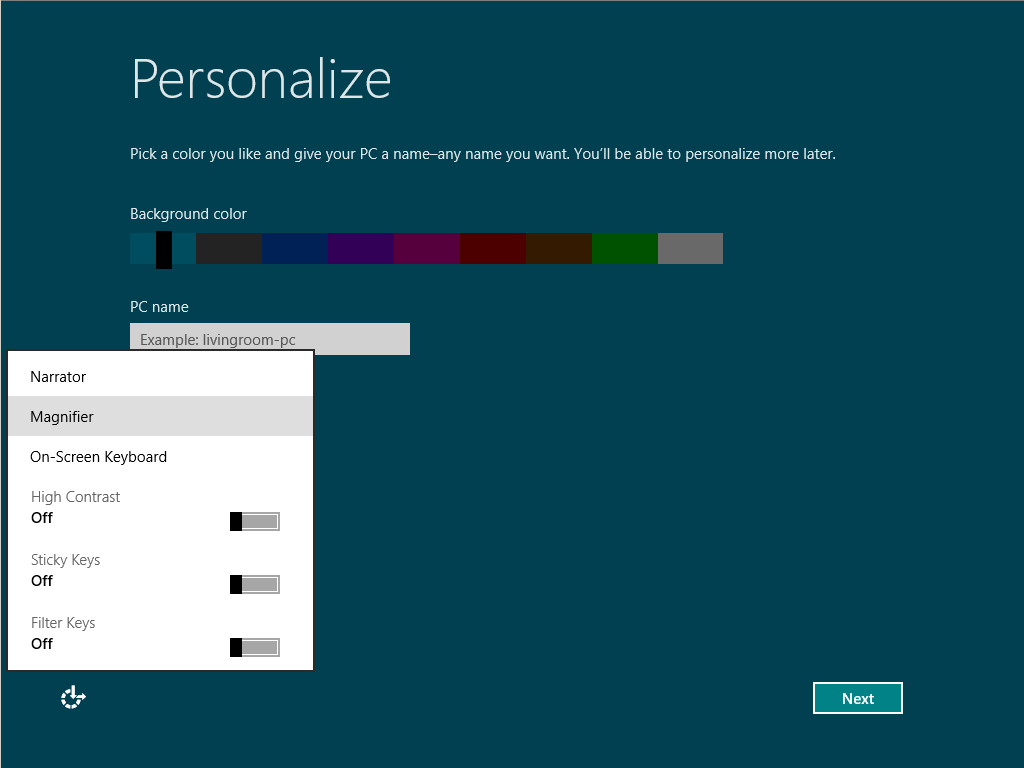 Personalize
Pick a color you like and give your PC a name–any name you want. You'll be able to personalize more later.
Background color
PC name
Example: livingroom-pc
Narrator
Magnifier
On-Screen Keyboard
High Contrast
Off
Sticky Keys
Off
Filter Keys
Off
Next